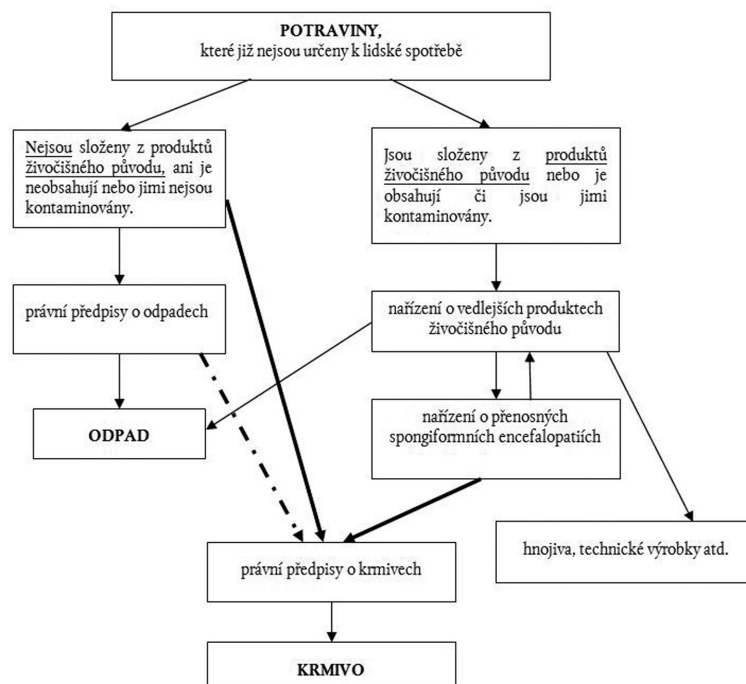 POTRAVINY,
které již nejsou určeny k lidské spotřebě
Nejsou složeny z produktů
živočišného původu, ani je
neobsahují nebo jimi nejsou
kontaminovány.
Jsou složeny z produktů
živočišného původu nebo je
obsahují či jsou jimi
kontaminovány.
právní předpisy o odpadech
nařízení o vedlejších produktech
živočišného původu
ODPAD
nařízení o přenosných
spongiformních encefalopatiích
hnojiva, technické výrobky atd.
právní předpisy o krmivech
KRMIVO